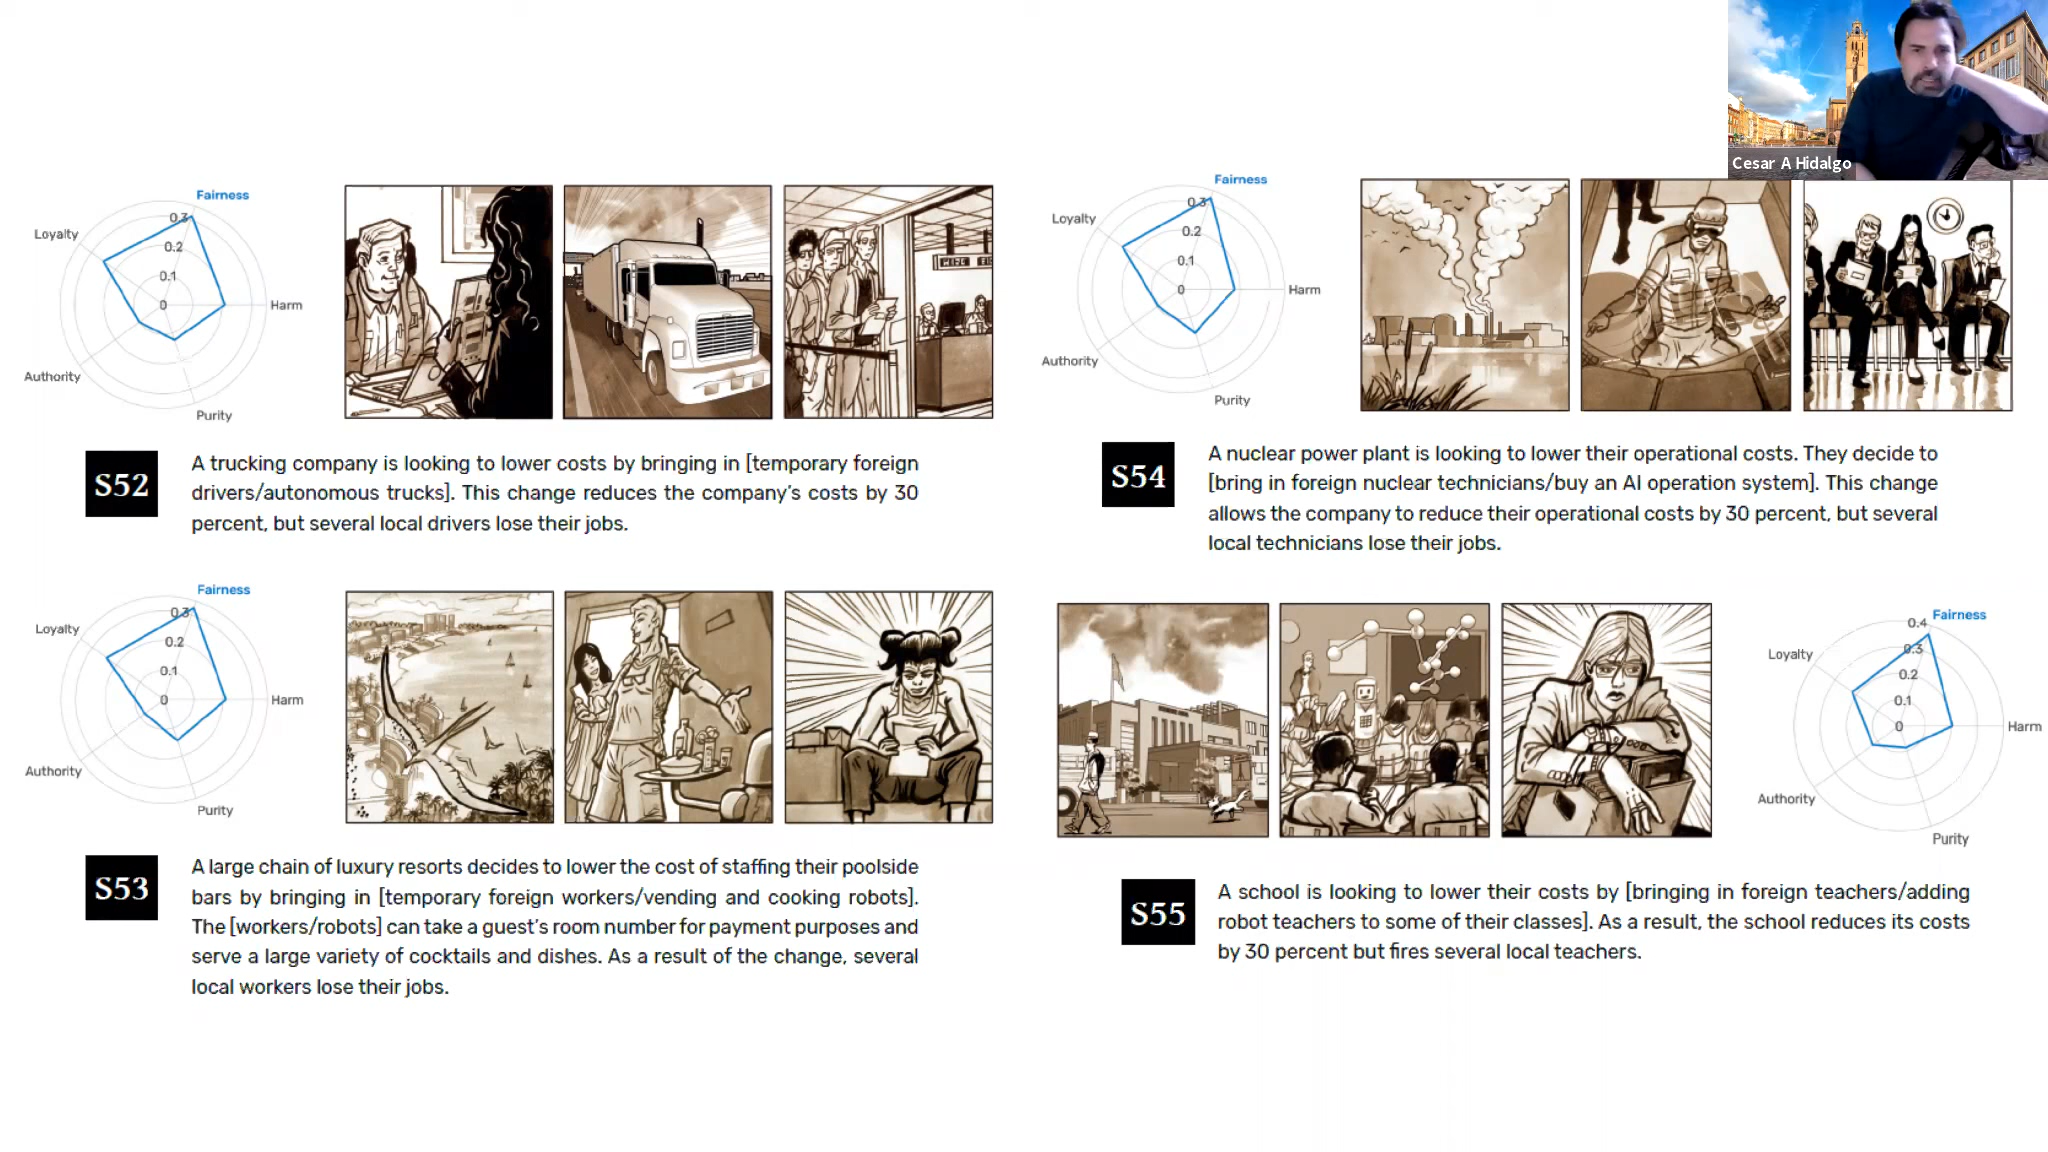 Cesar A Hidalgo
Fairness
Loyalty
0.3
0.2
0.1
0
Harm
Authority
Purity
S52
A trucking company is looking to lower costs by bringing in [temporary foreign
drivers/autonomous trucks]. This change reduces the company's costs by 30
percent, but several local drivers lose their jobs.
Fairness
Loyalty
0.3
0.2
0.1
0
Harm
Authority
Purity
S53
A large chain of luxury resorts decides to lower the cost of staffing their poolside
bars by bringing in [temporary foreign workers/vending and cooking robots].
The [workers/robots] can take a guest's room number for payment purposes and
serve a large variety of cocktails and dishes. As a result of the change, several
local workers lose their jobs.
Fairness
Loyalty
0.3
0.2
0.1
0
Harm
Authority
Purity
S54
A nuclear power plant is looking to lower their operational costs. They decide to
[bring in foreign nuclear technicians/buy an AI operation system]. This change
allows the company to reduce their operational costs by 30 percent, but several
local technicians lose their jobs.
Fairness
0.4
Loyalty
0.3
0.2
0.1
0
Harm
Authority
Purity
S55
A school is looking to lower their costs by [bringing in foreign teachers/adding
robot teachers to some of their classes]. As a result, the school reduces its costs
by 30 percent but fires several local teachers.